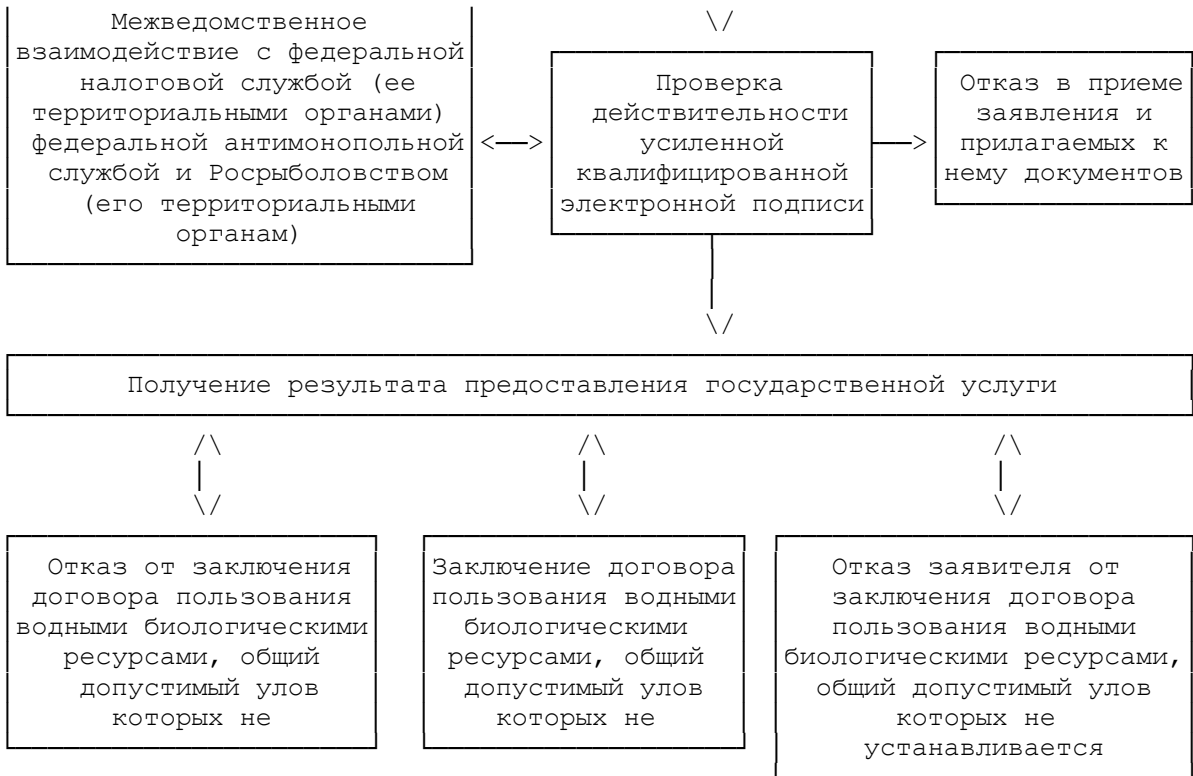 Межведомственное
взаимодействие с федеральной
налоговой службой (ее
территориальными органами)
федеральной антимонопольной
службой и Росрыболовством
(его территориальными
органам)
Проверка
действительности
усиленной
квалифицированной
электронной подписи
Отказ в приеме
заявления и
прилагаемых к
нему документов
Получение результата предоставления государственной услуги
Отказ от заключения
договора пользования
водными биологическими
ресурсами, общий
допустимый улов
которых не
Заключение договора
пользования водными
биологическими
ресурсами, общий
допустимый улов
которых не
Отказ заявителя от
заключения договора
пользования водными
биологическими ресурсами,
общий допустимый улов
которых не
устанавливается